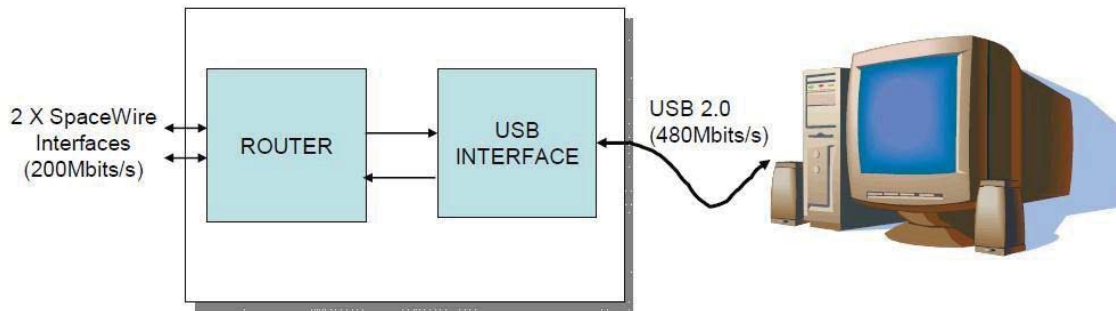 2 X SpaceWire
Interfaces
(200Mbits/s)
ROUTER
USB
INTERFACE
USB 2.0
(480Mbits/s)